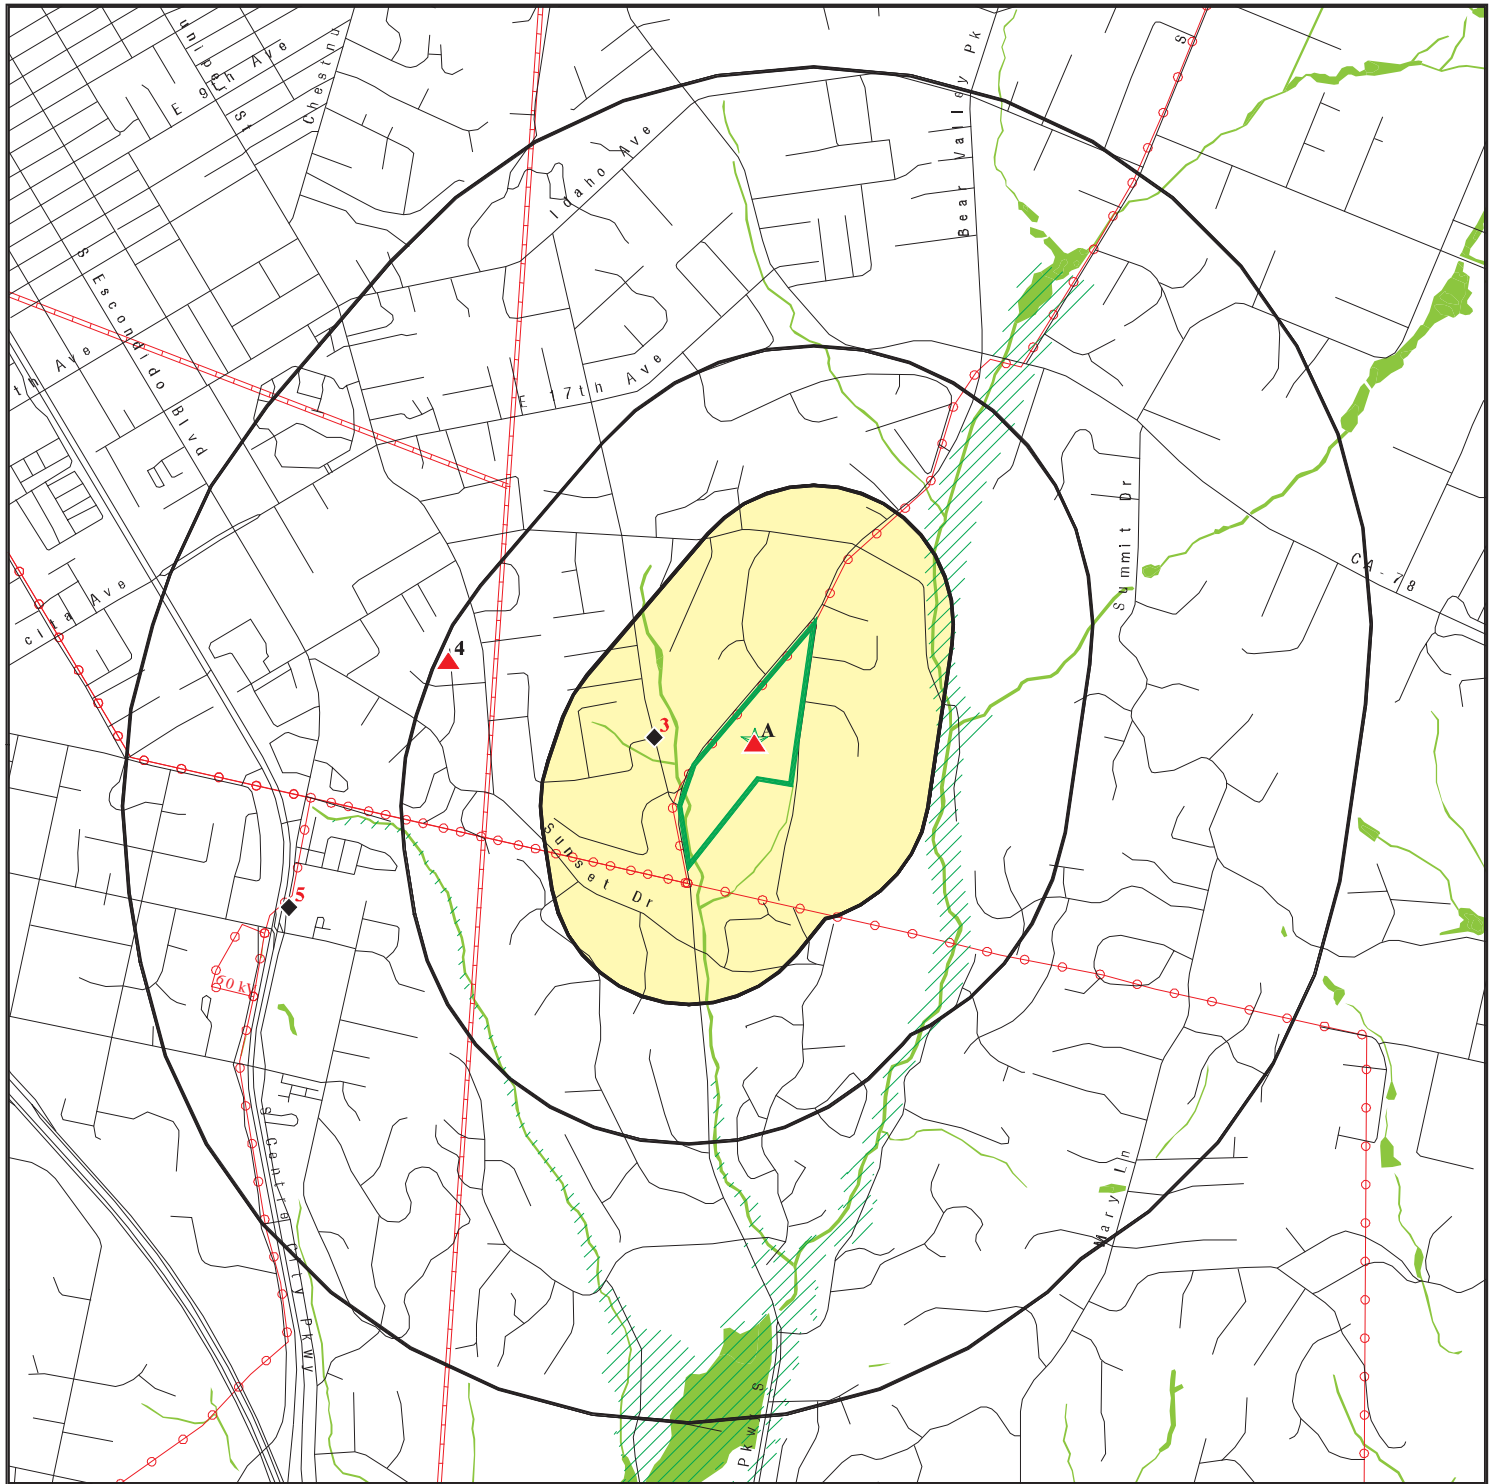 E 9th Ave
Chestnu
Idaho Ave
Bear Valley Pk
S
S Escondido Blvd
th Ave
E 17th Ave
Summit Dr
CA-78
cita Ave
4
3
A
Sunset Dr
5
60 kV
S Centre City Pkwy
Mary Ln
Pkwy S